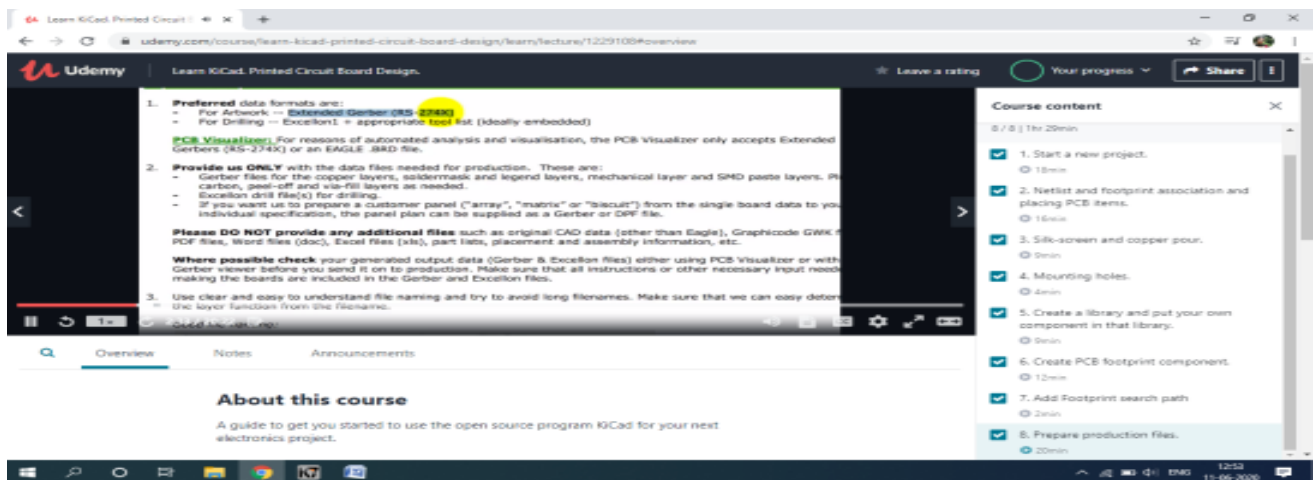 Learn KiCad. Printed Circuit
udemy.com/course/learn-kicad-printed-circuit-board-design/learn/lecture/1229108#overview
Udemy
Learn KiCad. Printed Circuit Board Design.
Leave a rating
Your progress
Share
1. Preferred data formats are:
- For Artwork -- Extended Gerber (RS-274X)
- For Drilling -- Excellon1 + appropriate tool list (ideally embedded)
PCB Visualizer: For reasons of automated analysis and visualisation, the PCB Visualizer only accepts Extended
Gerbers (RS-274X) or an EAGLE .BRD file.
2. Provide us ONLY with the data files needed for production. These are:
- Gerber files for the copper layers, soldermask and legend layers, mechanical layer and SMD paste layers. Pl
carbon, peel-off and via-fill layers as needed.
- Excellon drill file(s) for drilling.
- If you want us to prepare a customer panel ("array", "matrix" or "biscuit") from the single board data to you
individual specification, the panel plan can be supplied as a Gerber or DPF file.
Please DO NOT provide any additional files such as original CAD data (other than Eagle), Graphicode GWK f
PDF files, Word files (doc), Excel files (xls), part lists, placement and assembly information, etc.
Where possible check your generated output data (Gerber & Excellon files) either using PCB Visualizer or with
Gerber viewer before you send it on to production. Make sure that all instructions or other necessary input need
making the boards are included in the Gerber and Excellon files.
3. Use clear and easy to understand file naming and try to avoid long filenames. Make sure that we can easy deter
the layer function from the filename.
1x
Overview
Notes
Announcements
About this course
A guide to get you started to use the open source program KiCad for your next
electronics project.
Course content
8 / 8 | 1hr 29min
1. Start a new project.
18min
2. Netlist and footprint association and
placing PCB items.
16min
3. Silk-screen and copper pour.
9min
4. Mounting holes.
4min
5. Create a library and put your own
component in that library.
9min
6. Create PCB footprint component.
12min
7. Add Footprint search path
2min
8. Prepare production files.
20min
ENG
12:53
11-06-2020